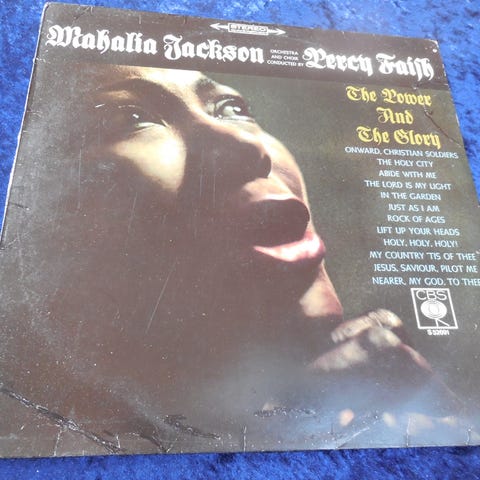 STEREO
Mahalia Jackson ORCHESTRA AND CHOIR CONDUCTED BY Percy Faith
The Power
And
The Glory
ONWARD, CHRISTIAN SOLDIERS
THE HOLY CITY
ABIDE WITH ME
THE LORD IS MY LIGHT
IN THE GARDEN
JUST AS I AM
ROCK OF AGES
LIFT UP YOUR HEADS
HOLY, HOLY, HOLY!
MY COUNTRY 'TIS OF THEE
JESUS, SAVIOUR, PILOT ME
NEARER, MY GOD, TO THEE
CBS
S 52001